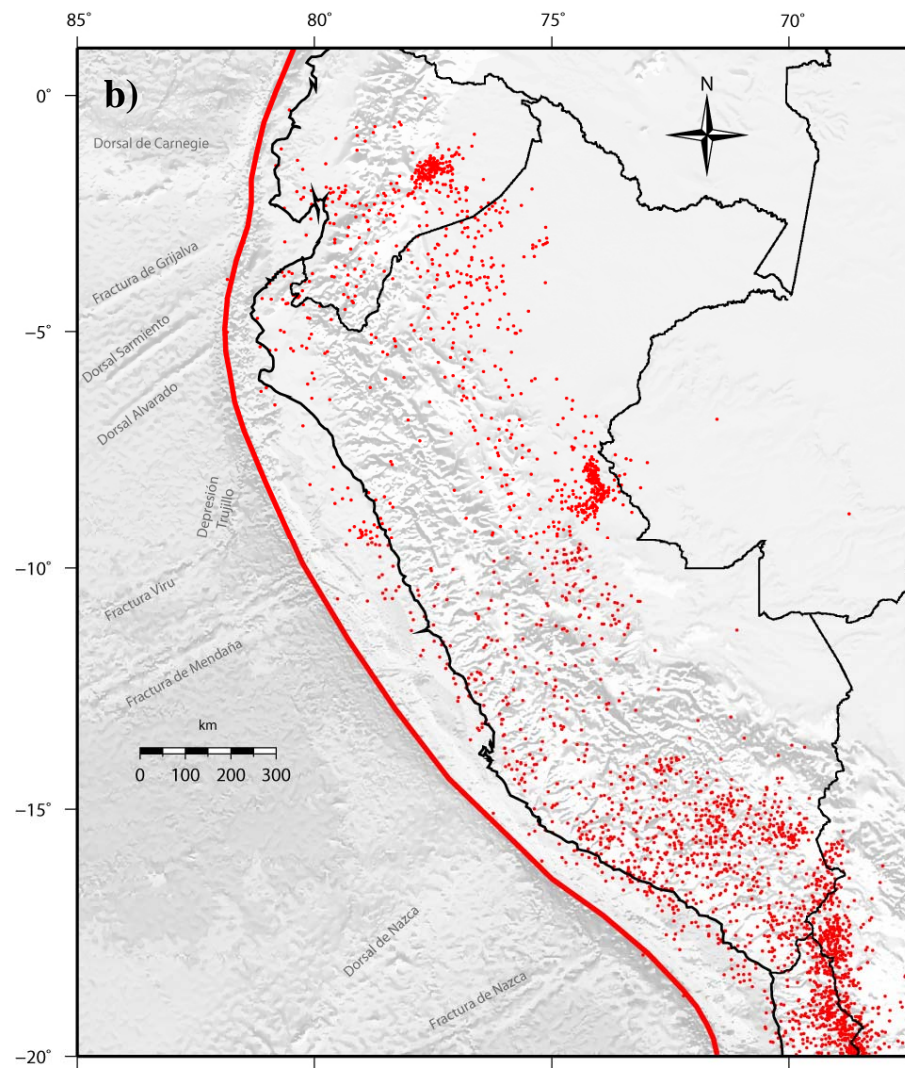 85˚ 80˚ 75˚ 70˚
b)
N
0˚
Dorsal de Carnegie
Fractura de Grijalva
Dorsal Sarmiento
−5˚
Dorsal Alvarado
Depresión
Trujillo
−10˚
Fractura Viru
Fractura de Mendaña
km
0 100 200 300
−15˚
Dorsal de Nazca
Fractura de Nazca
−20˚